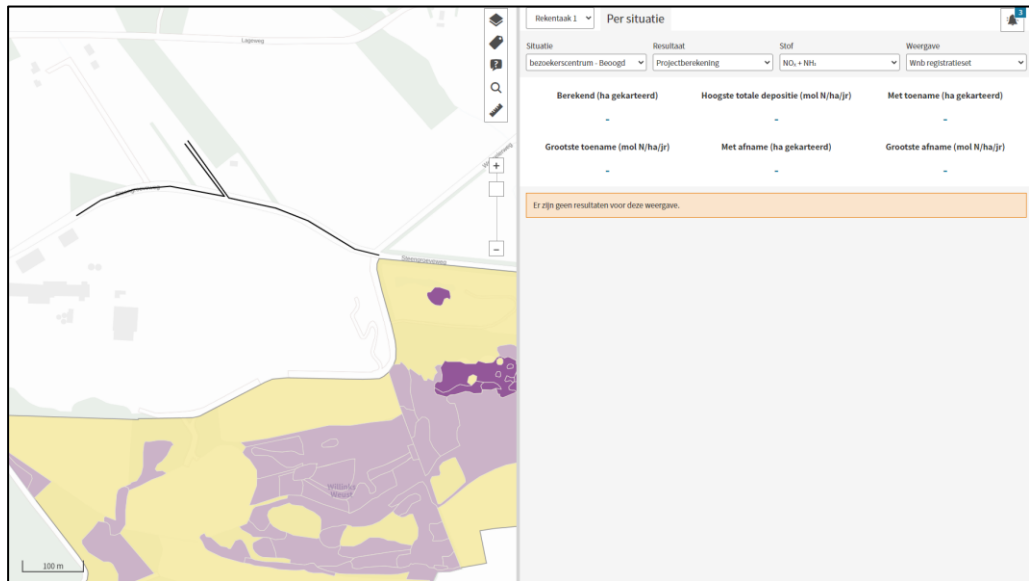 Lageweg
100 m
Rekentaak 1
Per situatie
3
Situatie
Resultaat
Stof
Weergave
bezoekerscentrum - Beoogd
Projectberekening
NOₓ + NH₃
Wnb registratieset
Berekend (ha gekarteerd)
Hoogste totale depositie (mol N/ha/jr)
Met toename (ha gekarteerd)
-
-
-
Grootste toename (mol N/ha/jr)
Met afname (ha gekarteerd)
Grootste afname (mol N/ha/jr)
-
-
-
Er zijn geen resultaten voor deze weergave.